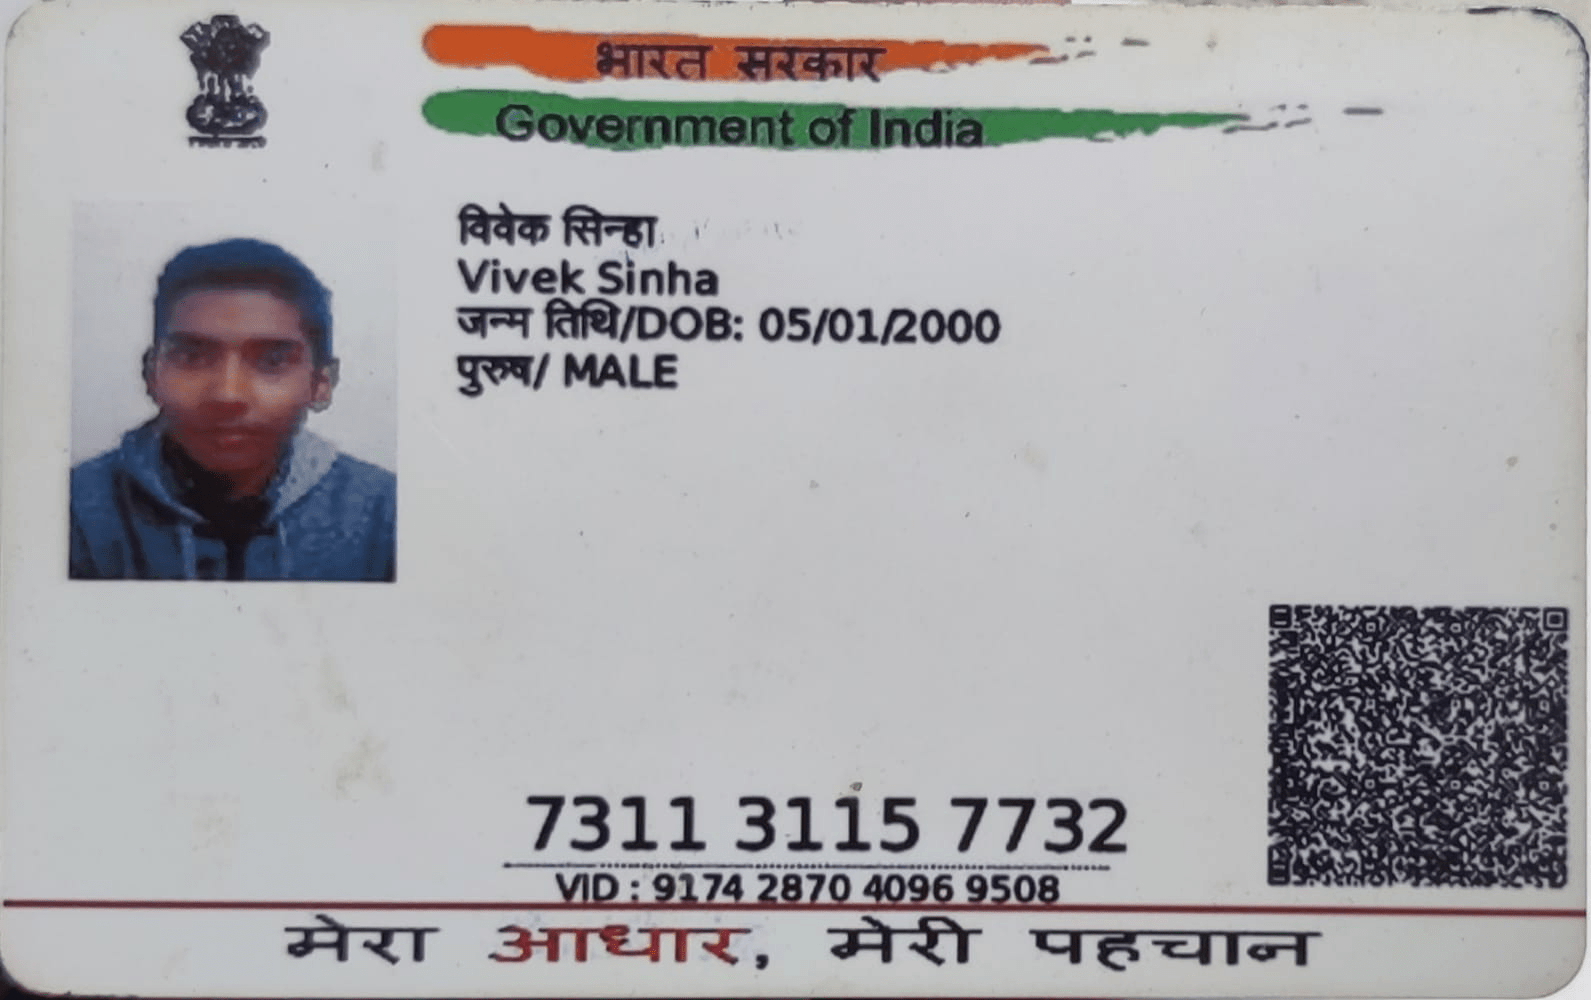 भारत सरकार
Government of India
विवेक सिन्हा
Vivek Sinha
जन्म तिथि/DOB: 05/01/2000
पुरुष/ MALE
7311 3115 7732
VID : 9174 2870 4096 9508
मेरा आधार, मेरी पहचान